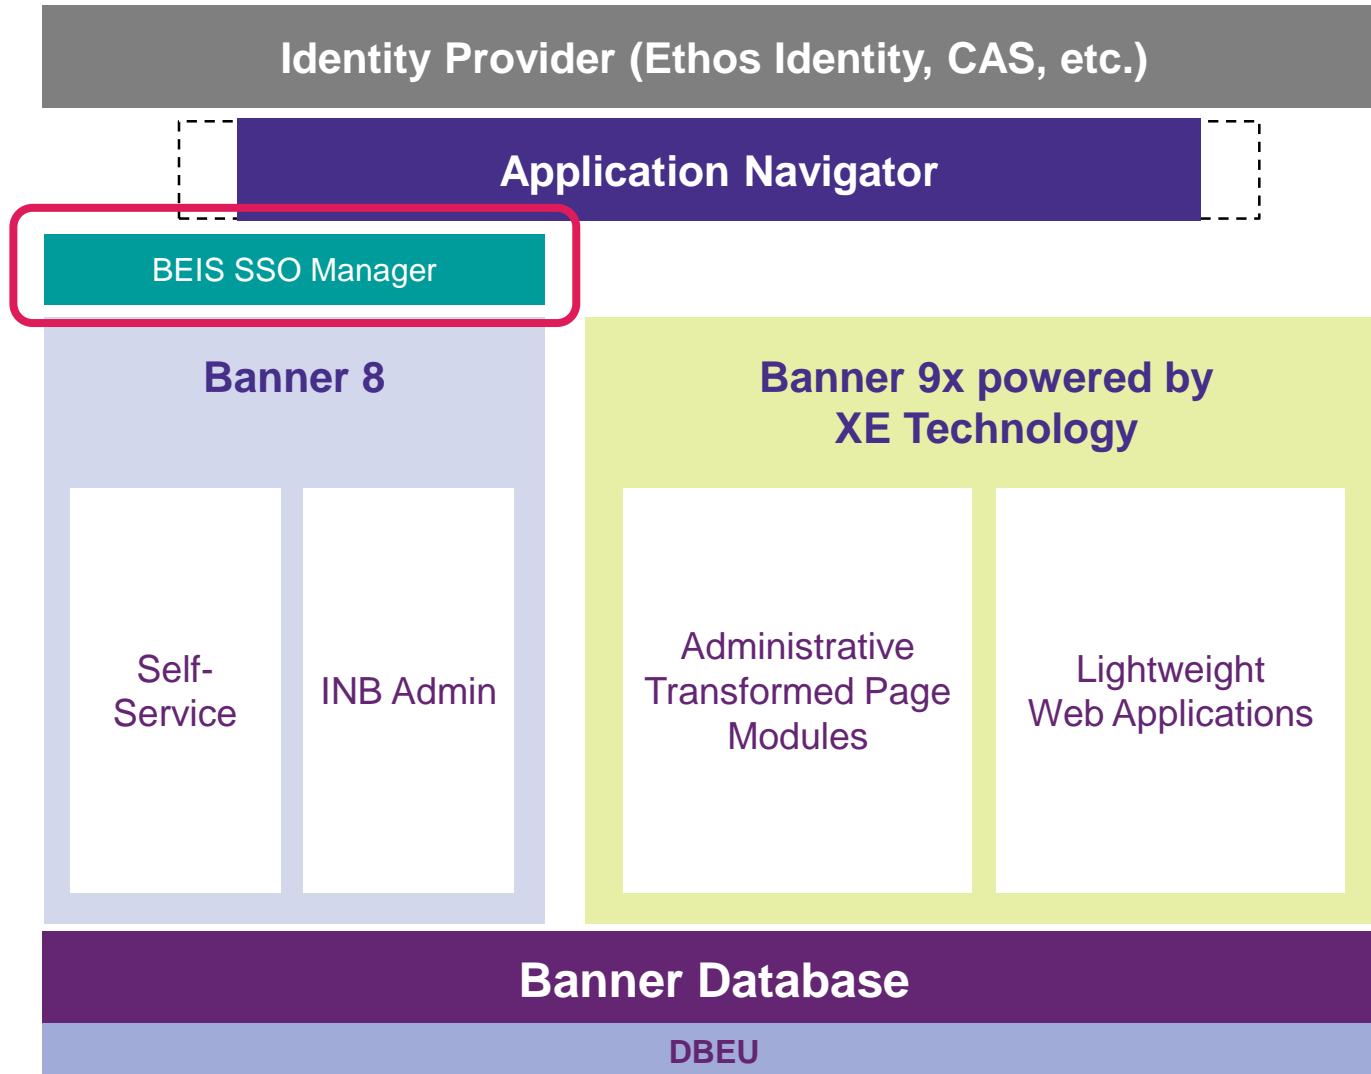 Identity Provider (Ethos Identity, CAS, etc.)
Application Navigator
BEIS SSO Manager
Banner 8
Banner 9x powered by
XE Technology
Self-
Service
INB Admin
Administrative
Transformed Page
Modules
Lightweight
Web Applications
Banner Database
DBEU